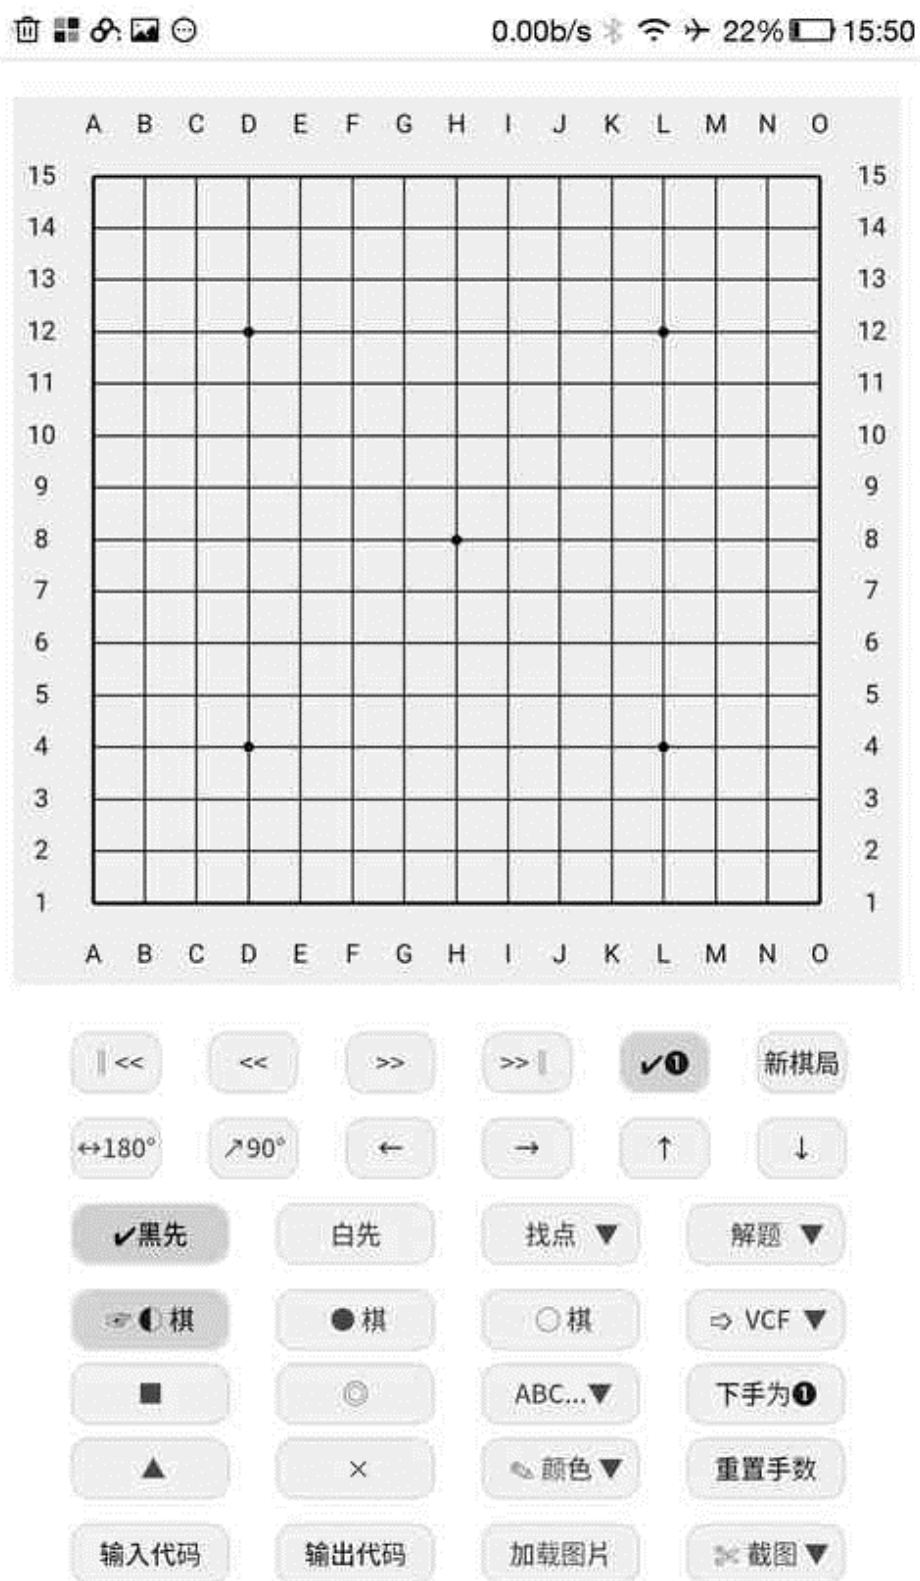 0.00b/s 22% 15:50
A B C D E F G H I J K L M N O
15 15
14 14
13 13
12 12
11 11
10 10
9 9
8 8
7 7
6 6
5 5
4 4
3 3
2 2
1 1
A B C D E F G H I J K L M N O
║<< << >> >>║ ✔❶ 新棋局
↔180° ↗90° ← → ↑ ↓
✔黑先 白先 找点 ▼ 解题 ▼
☞◐棋 ●棋 ○棋 ⇨ VCF ▼
■ ◎ ABC...▼ 下手为❶
▲ × ✎颜色▼ 重置手数
输入代码 输出代码 加载图片 ✂截图▼